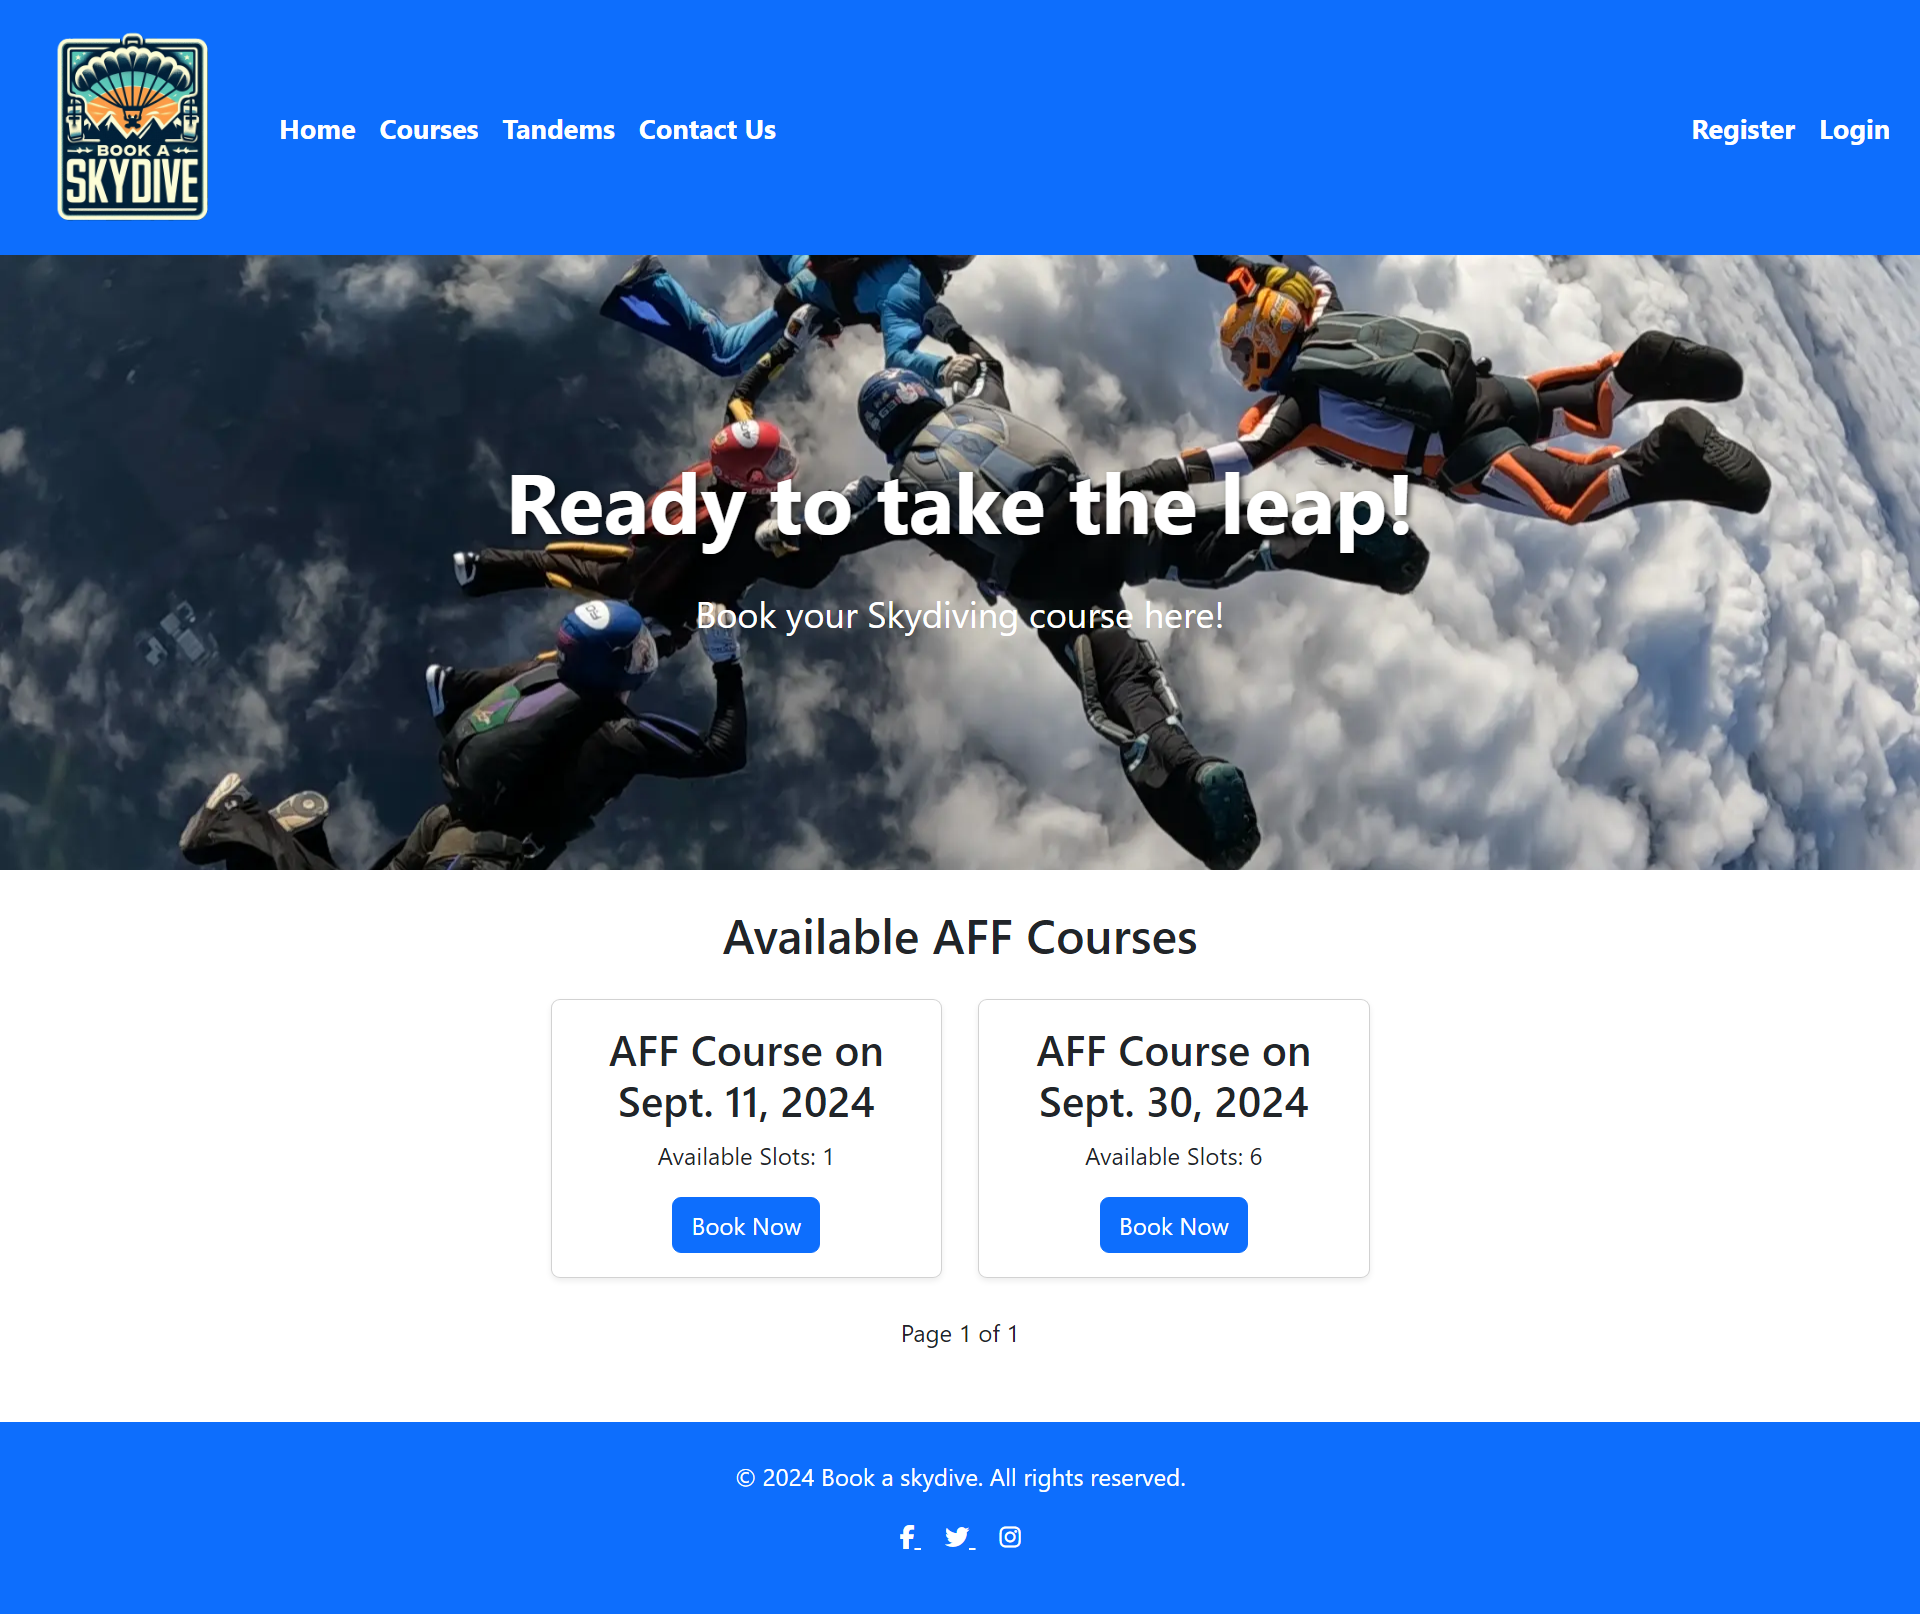 BOOK A
SKYDIVE
Home Courses Tandems Contact Us
Register Login
Ready to take the leap!
Book your Skydiving course here!
Available AFF Courses
AFF Course on
Sept. 11, 2024
Available Slots: 1
Book Now
AFF Course on
Sept. 30, 2024
Available Slots: 6
Book Now
Page 1 of 1
© 2024 Book a skydive. All rights reserved.